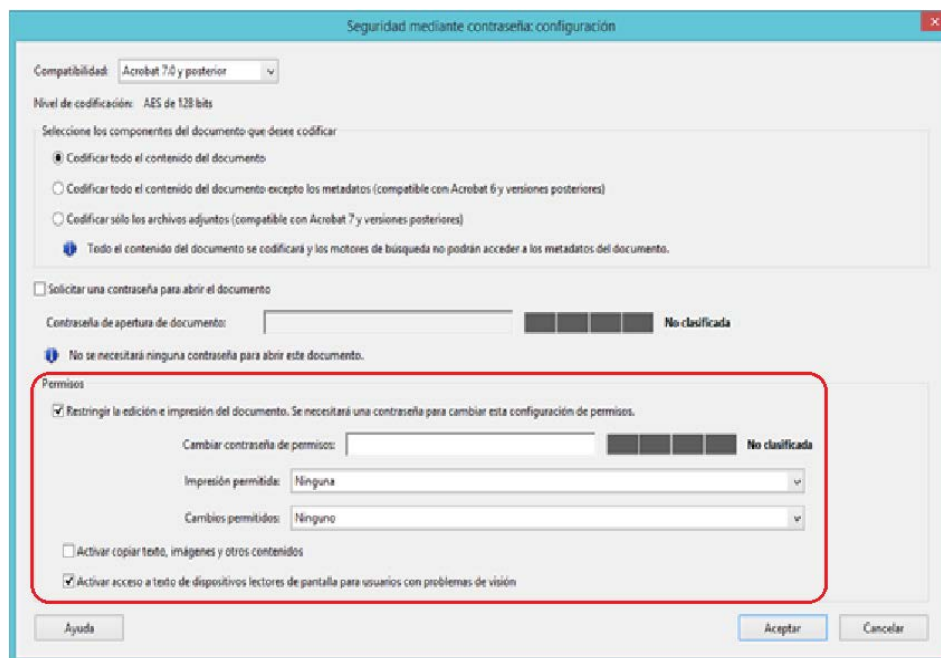 Seguridad mediante contraseña: configuración
Compatibilidad: Acrobat 7.0 y posterior
Nivel de codificación: AES de 128 bits
Seleccione los componentes del documento que desee codificar
Codificar todo el contenido del documento
Codificar todo el contenido del documento excepto los metadatos (compatible con Acrobat 6 y versiones posteriores)
Codificar sólo los archivos adjuntos (compatible con Acrobat 7 y versiones posteriores)
Todo el contenido del documento se codificará y los motores de búsqueda no podrán acceder a los metadatos del documento.
Solicitar una contraseña para abrir el documento
Contraseña de apertura de documento: No clasificada
No se necesitará ninguna contraseña para abrir este documento.
Permisos
Restringir la edición e impresión del documento. Se necesitará una contraseña para cambiar esta configuración de permisos.
Cambiar contraseña de permisos: No clasificada
Impresión permitida: Ninguna
Cambios permitidos: Ninguno
Activar copiar texto, imágenes y otros contenidos
Activar acceso a texto de dispositivos lectores de pantalla para usuarios con problemas de visión
Ayuda Aceptar Cancelar